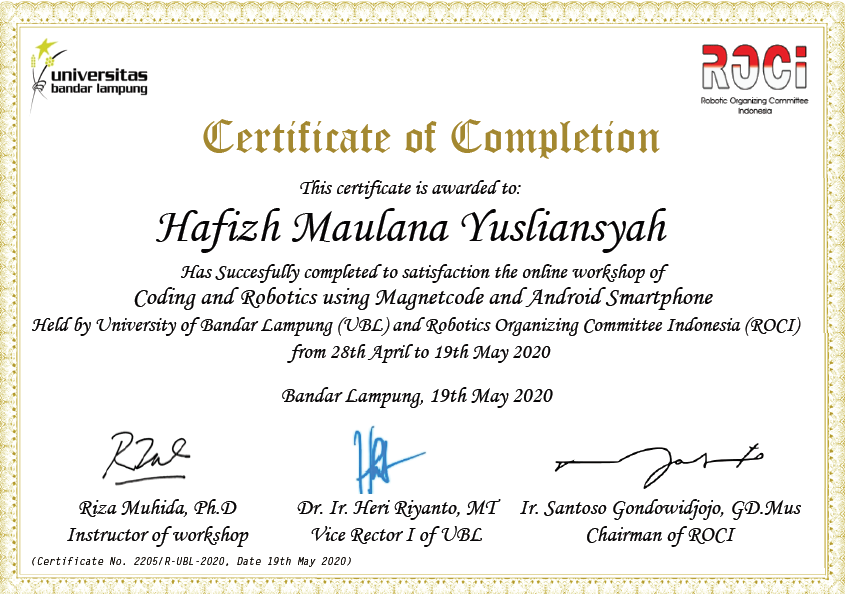 universitas
bandar lampung
ROCi
Robotic Organizing Committee
Indonesia
Certificate of Completion
This certificate is awarded to:
Hafizh Maulana Yusliansyah
Has Succesfully completed to satisfaction the online workshop of
Coding and Robotics using Magnetcode and Android Smartphone
Held by University of Bandar Lampung (UBL) and Robotics Organizing Committee Indonesia (ROCI)
from 28th April to 19th May 2020
Bandar Lampung, 19th May 2020
Riza Muhida, Ph.D
Dr. Ir. Heri Riyanto, MT
Ir. Santoso Gondowidjojo, GD.Mus
Instructor of workshop
Vice Rector I of UBL
Chairman of ROCI
(Certificate No. 2205/R-UBL-2020, Date 19th May 2020)